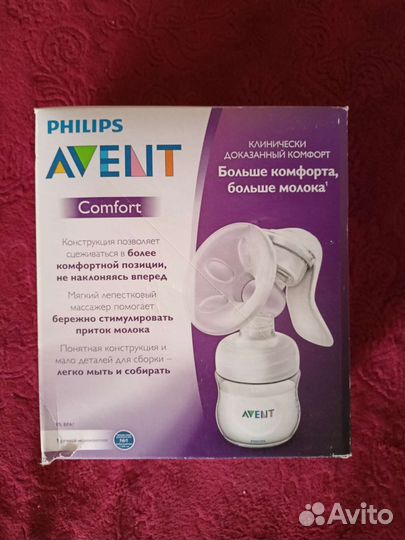 PHILIPS
AVENT
Comfort
КЛИНИЧЕСКИ
ДОКАЗАННЫЙ КОМФОРТ
Больше комфорта,
больше молока¹
Конструкция позволяет
сцеживаться в более
комфортной позиции,
не наклоняясь вперед
Мягкий лепестковый
массажер помогает
бережно стимулировать
приток молока
Понятная конструкция и
мало деталей для сборки –
легко мыть и собирать
AVENT
Avito